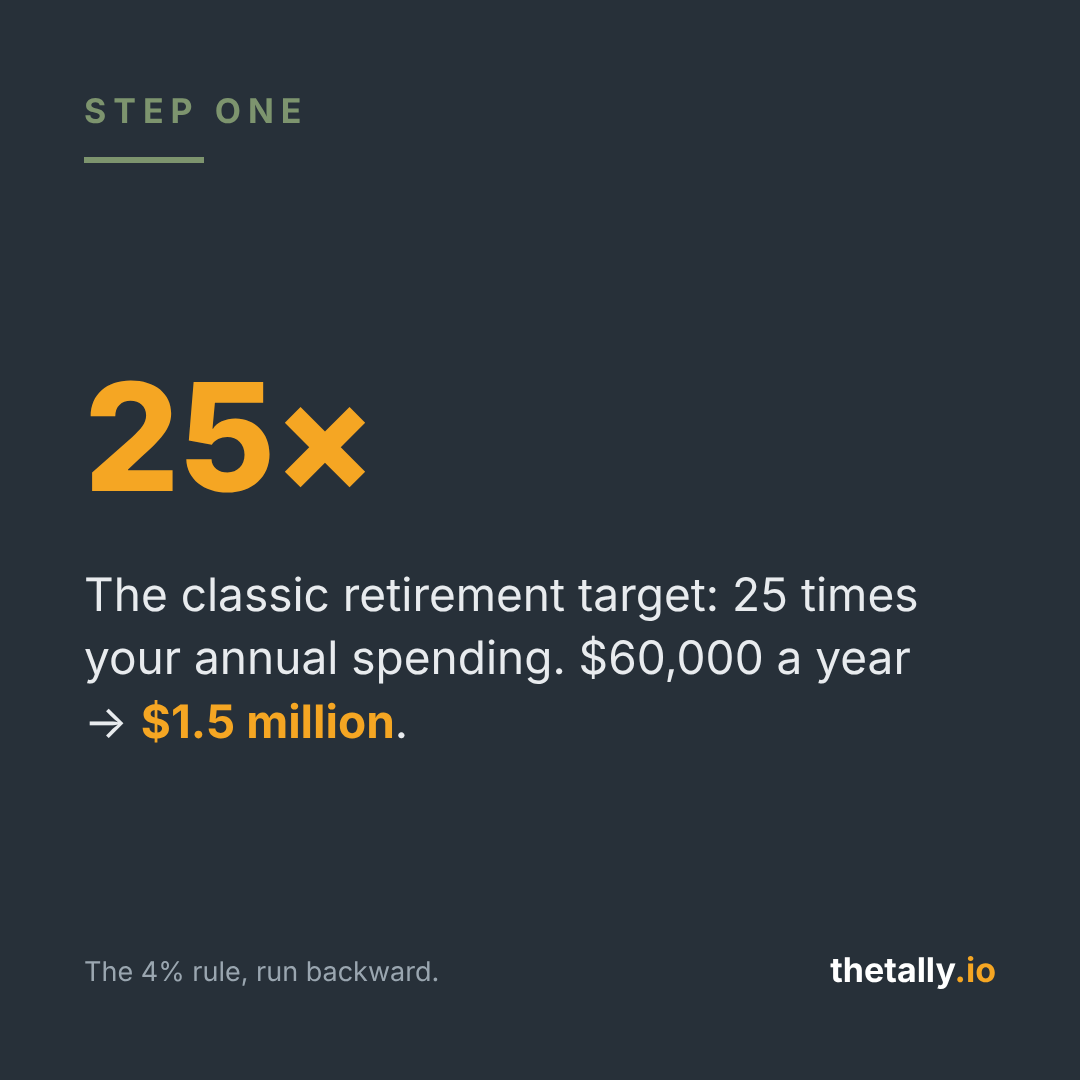 STEP ONE
25×
The classic retirement target: 25 times
your annual spending. $60,000 a year
→ $1.5 million.
The 4% rule, run backward.
thetally.io